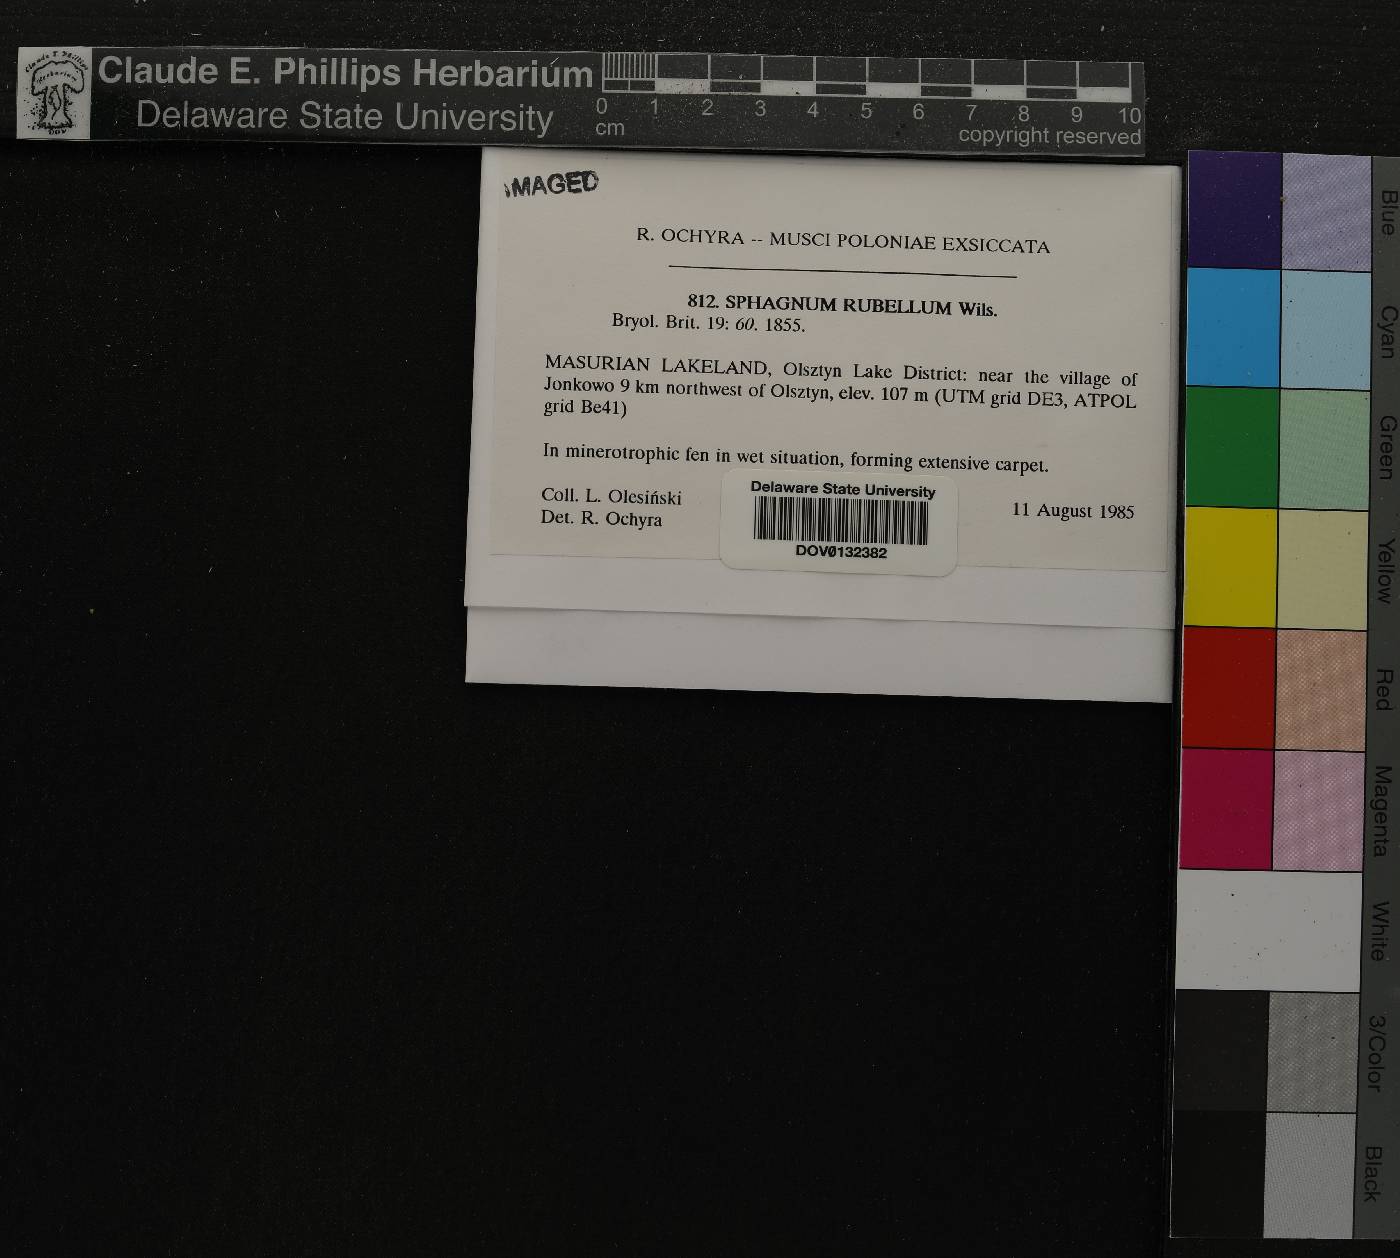 Claude E. Phillips Herbarium
Delaware State University
0 1 2 3 4 5 6 7 8 9 10
cm
copyright reserved
IMAGED
R. OCHYRA -- MUSCI POLONIAE EXSICCATA
812. SPHAGNUM RUBELLUM Wils.
Bryol. Brit. 19: 60. 1855.
MASURIAN LAKELAND, Olsztyn Lake District: near the village of
Jonkowo 9 km northwest of Olsztyn, elev. 107 m (UTM grid DE3, ATPOL
grid Be41)
In minerotrophic fen in wet situation, forming extensive carpet.
Coll. L. Olesiński
Det. R. Ochyra
11 August 1985
Delaware State University
DOV0132382
Blue
Cyan
Green
Yellow
Red
Magenta
White
3/Color
Black